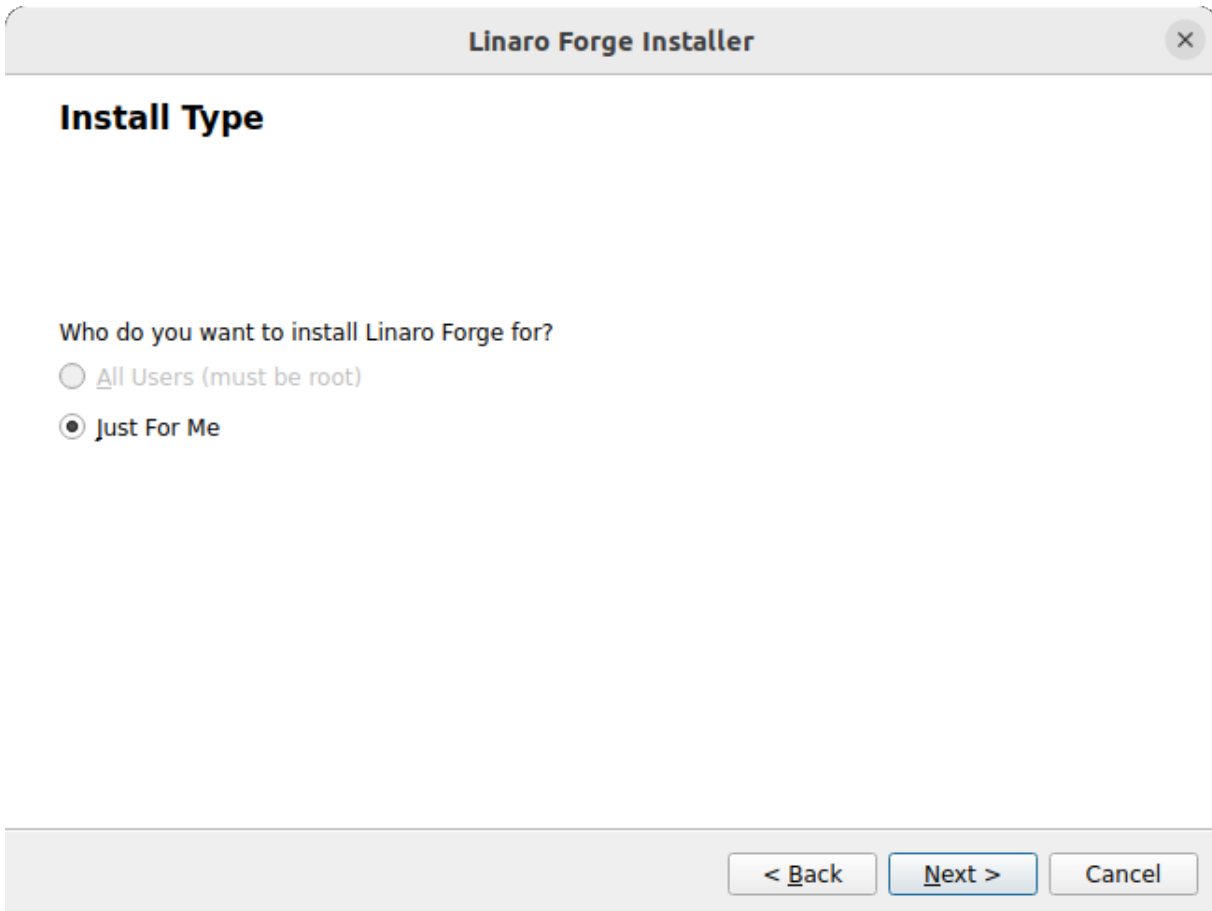 Linaro Forge Installer
Install Type
Who do you want to install Linaro Forge for?
All Users (must be root)
Just For Me
< Back Next > Cancel